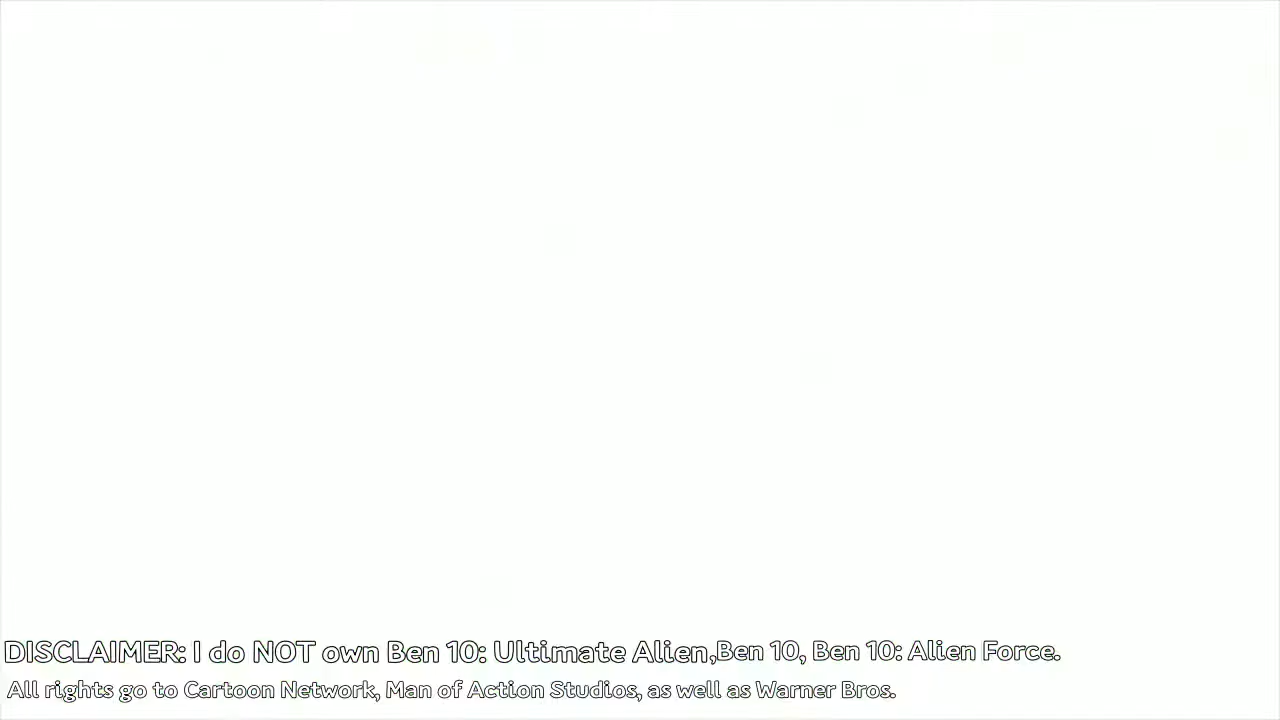 DISCLAIMER: I do NOT own Ben 10: Ultimate Alien,Ben 10, Ben 10: Alien Force.
All rights go to Cartoon Network, Man of Action Studios, as well as Warner Bros.